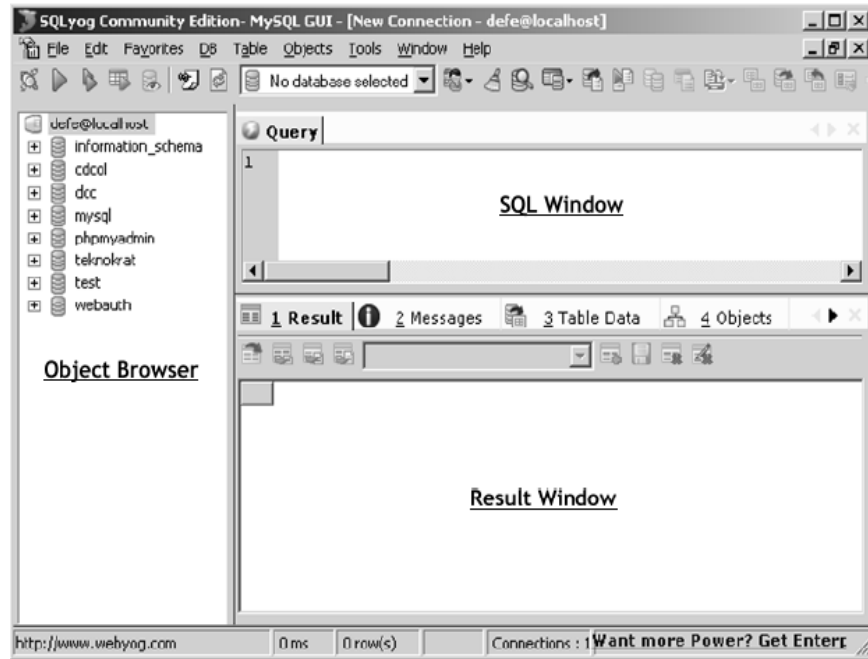 SQLyog Community Edition- MySQL GUI - [New Connection - defe@localhost]
File Edit Favorites DB Table Objects Tools Window Help
No database selected
defe@localhost
information_schema
cdcol
dcc
mysql
phpmyadmin
teknokrat
test
webauth
Object Browser
Query
1
SQL Window
1 Result 2 Messages 3 Table Data 4 Objects
Result Window
http://www.webyog.com 0 ms 0 row(s) Connections : 1 Want more Power? Get Enterp